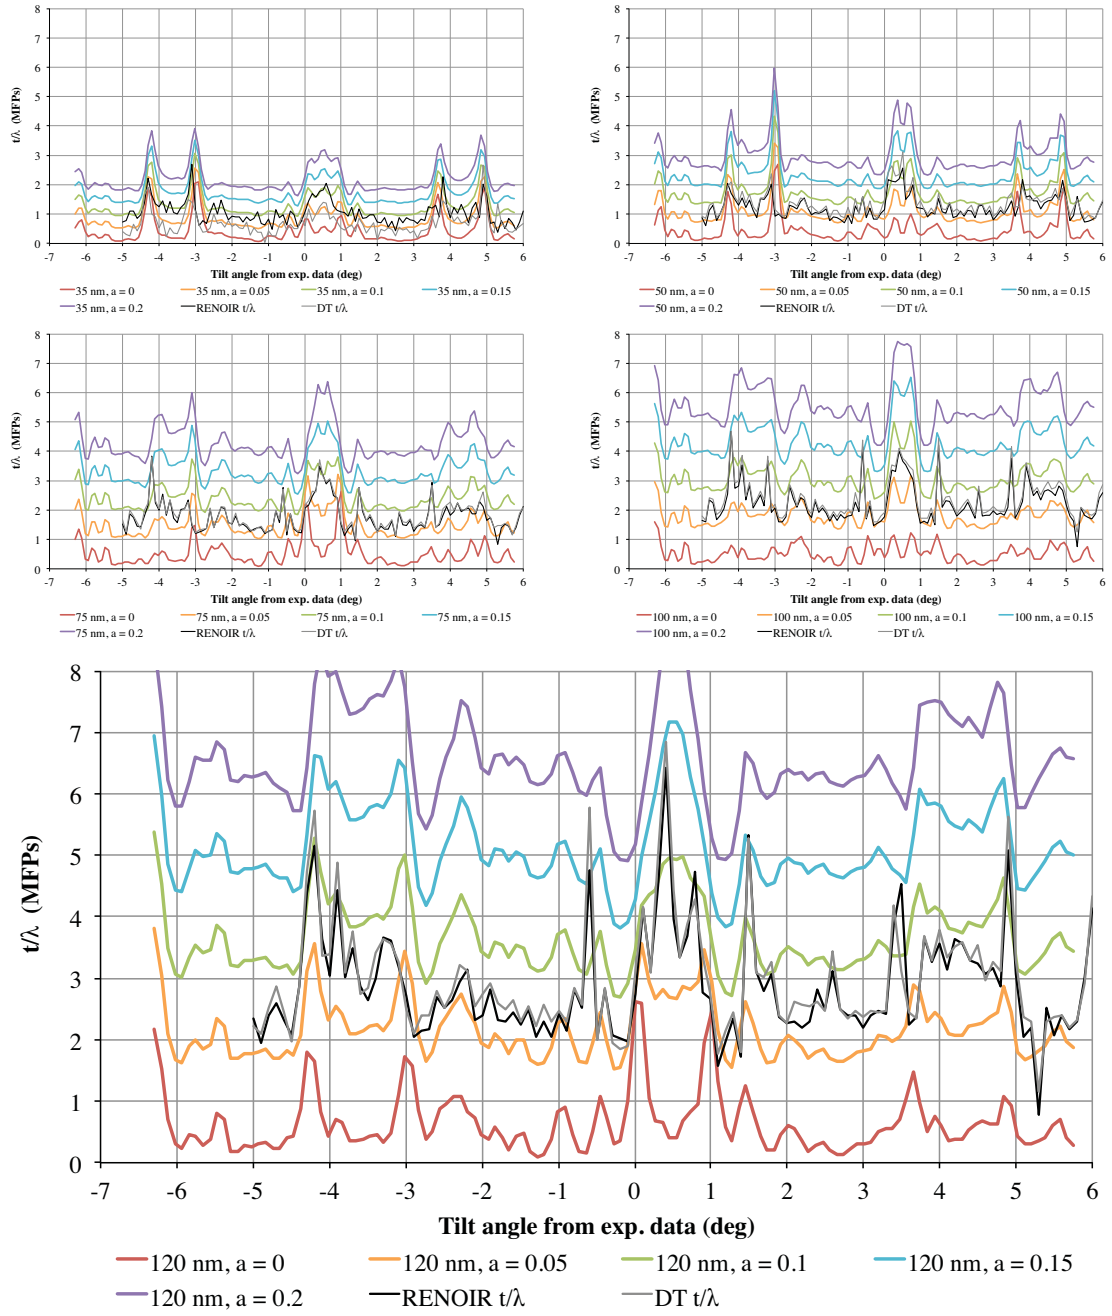 8
7
6
5
4
3
2
1
0
t/λ (MFPs)
-7 -6 -5 -4 -3 -2 -1 0 1 2 3 4 5 6
Tilt angle from exp. data (deg)
35 nm, a = 0 35 nm, a = 0.05 35 nm, a = 0.1 35 nm, a = 0.15
35 nm, a = 0.2 RENOIR t/λ DT t/λ
8
7
6
5
4
3
2
1
0
t/λ (MFPs)
-7 -6 -5 -4 -3 -2 -1 0 1 2 3 4 5 6
Tilt angle from exp. data (deg)
50 nm, a = 0 50 nm, a = 0.05 50 nm, a = 0.1 50 nm, a = 0.15
50 nm, a = 0.2 RENOIR t/λ DT t/λ
8
7
6
5
4
3
2
1
0
t/λ (MFPs)
-7 -6 -5 -4 -3 -2 -1 0 1 2 3 4 5 6
Tilt angle from exp. data (deg)
75 nm, a = 0 75 nm, a = 0.05 75 nm, a = 0.1 75 nm, a = 0.15
75 nm, a = 0.2 RENOIR t/λ DT t/λ
8
7
6
5
4
3
2
1
0
t/λ (MFPs)
-7 -6 -5 -4 -3 -2 -1 0 1 2 3 4 5 6
Tilt angle from exp. data (deg)
100 nm, a = 0 100 nm, a = 0.05 100 nm, a = 0.1 100 nm, a = 0.15
100 nm, a = 0.2 RENOIR t/λ DT t/λ
8
7
6
5
4
3
2
1
0
t/λ (MFPs)
-7 -6 -5 -4 -3 -2 -1 0 1 2 3 4 5 6
Tilt angle from exp. data (deg)
120 nm, a = 0 120 nm, a = 0.05 120 nm, a = 0.1 120 nm, a = 0.15
120 nm, a = 0.2 RENOIR t/λ DT t/λ